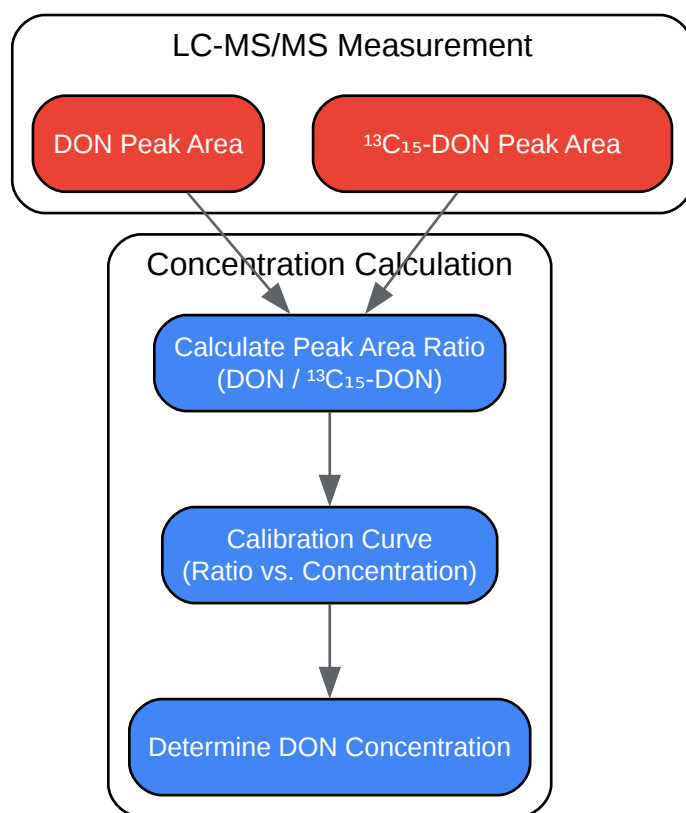 LC-MS/MS Measurement
DON Peak Area
¹³C₁₅-DON Peak Area
Concentration Calculation
Calculate Peak Area Ratio
(DON / ¹³C₁₅-DON)
Calibration Curve
(Ratio vs. Concentration)
Determine DON Concentration